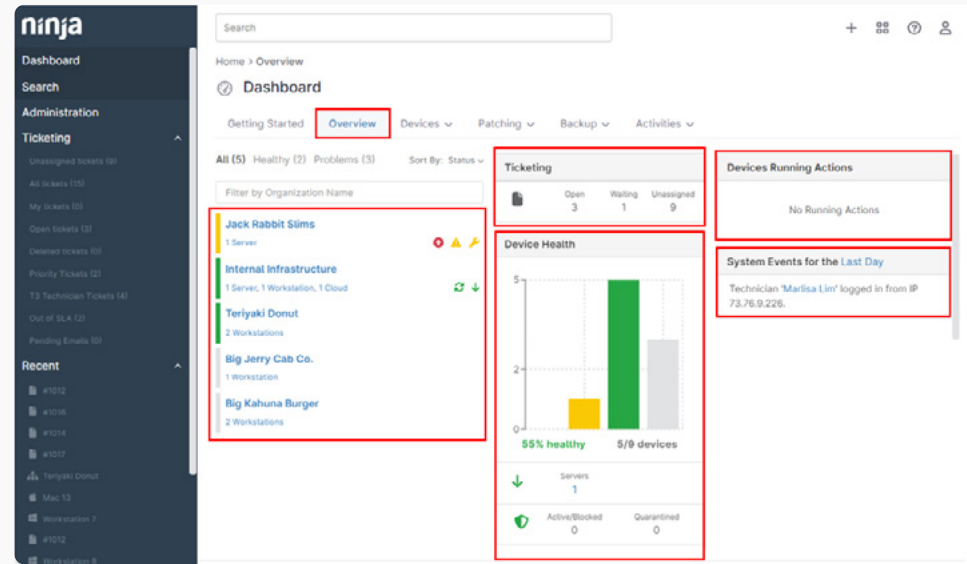 ninja
Dashboard
Search
Administration
Ticketing
Unassigned tickets (9)
All tickets (15)
My tickets (0)
Open tickets (3)
Deleted tickets (0)
Priority Tickets (2)
T3 Technician Tickets (4)
Out of SLA (2)
Pending Emails (0)
Recent
#1012
#1016
#1014
#1017
Teriyaki Donut
Mac 13
Workstation 7
#1012
Workstation 8
Search
Home > Overview
Dashboard
Getting Started Overview Devices Patching Backup Activities
All (5) Healthy (2) Problems (3) Sort By: Status
Filter by Organization Name
Jack Rabbit Slims
1 Server
Internal Infrastructure
1 Server, 1 Workstation, 1 Cloud
Teriyaki Donut
2 Workstations
Big Jerry Cab Co.
1 Workstation
Big Kahuna Burger
2 Workstations
Ticketing
Open Waiting Unassigned
3 1 9
Device Health
5
2
0
55% healthy 5/9 devices
Servers
1
Active/Blocked Quarantined
0 0
Devices Running Actions
No Running Actions
System Events for the Last Day
Technician 'Marlisa Lim' logged in from IP
73.76.9.226.